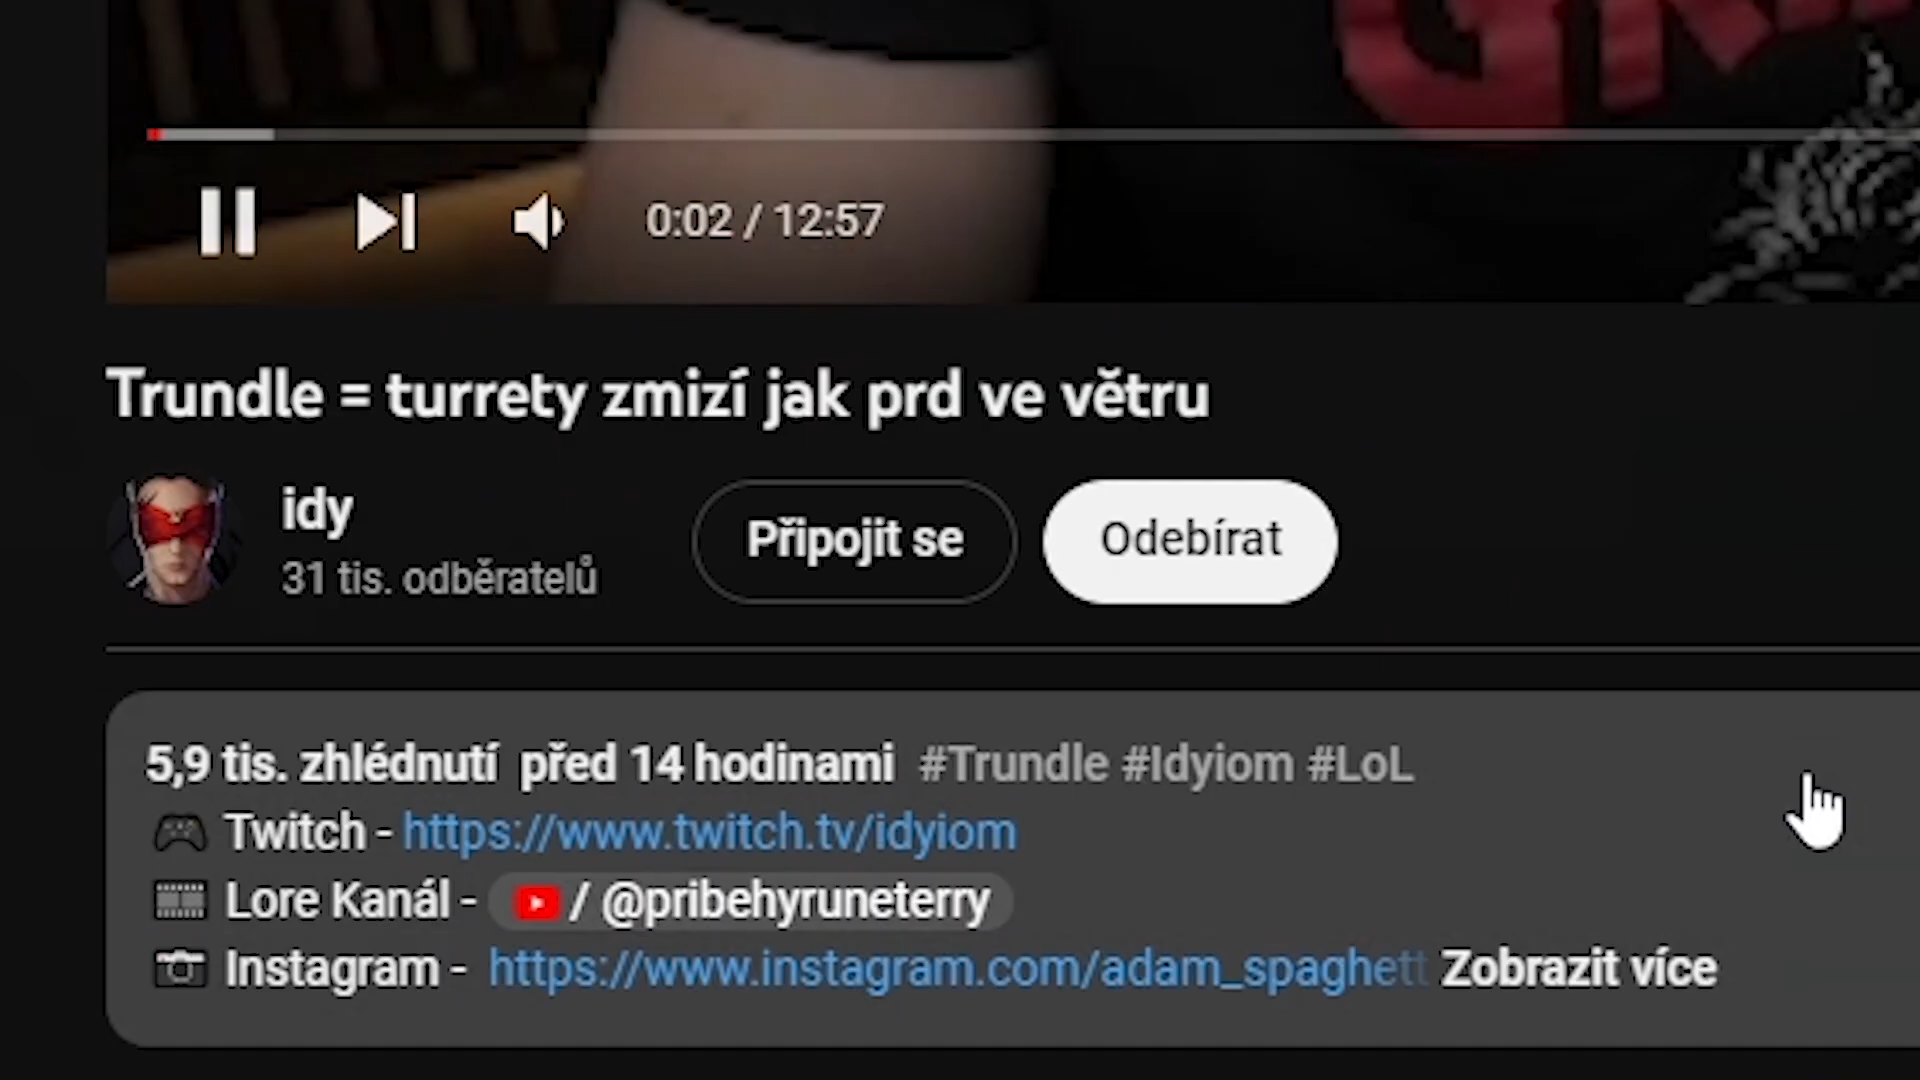 0:02 / 12:57
Trundle = turrety zmizí jak prd ve větru
idy
31 tis. odběratelů
Připojit se
Odebírat
5,9 tis. zhlédnutí před 14 hodinami #Trundle #Idyiom #LoL
Twitch - https://www.twitch.tv/idyiom
Lore Kanál - / @pribehyruneterry
Instagram - https://www.instagram.com/adam_spaghett Zobrazit více